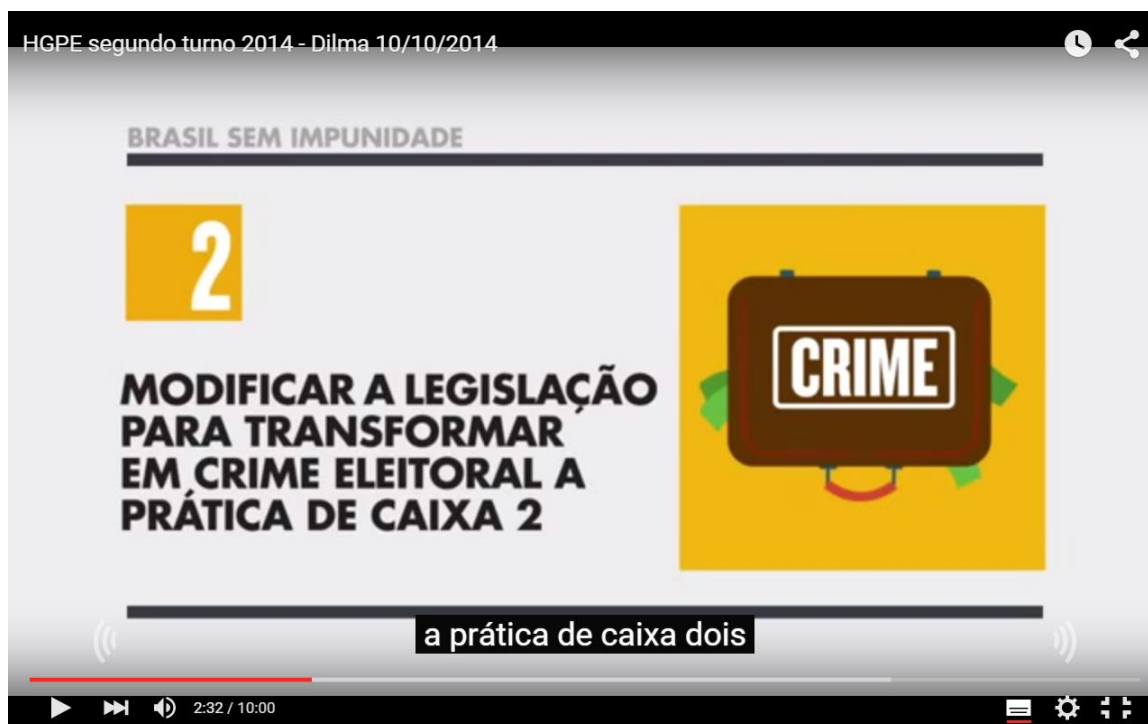 HGPE segundo turno 2014 - Dilma 10/10/2014
BRASIL SEM IMPUNIDADE
2
MODIFICAR A LEGISLAÇÃO
PARA TRANSFORMAR
EM CRIME ELEITORAL A
PRÁTICA DE CAIXA 2
CRIME
a prática de caixa dois
2:32 / 10:00